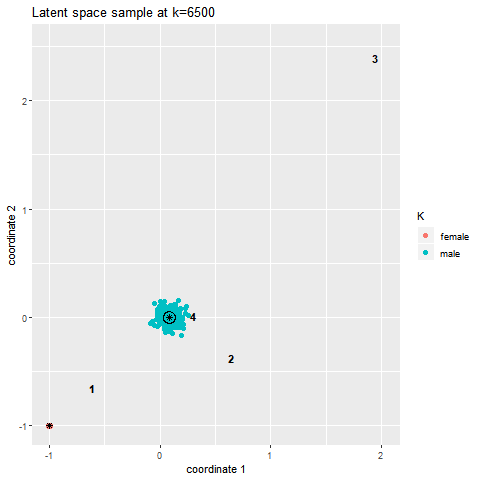 Latent space sample at k=6500
3
2
1
4
0
2
1
-1
-1
0
1
2
coordinate 1
coordinate 2
K
female
male